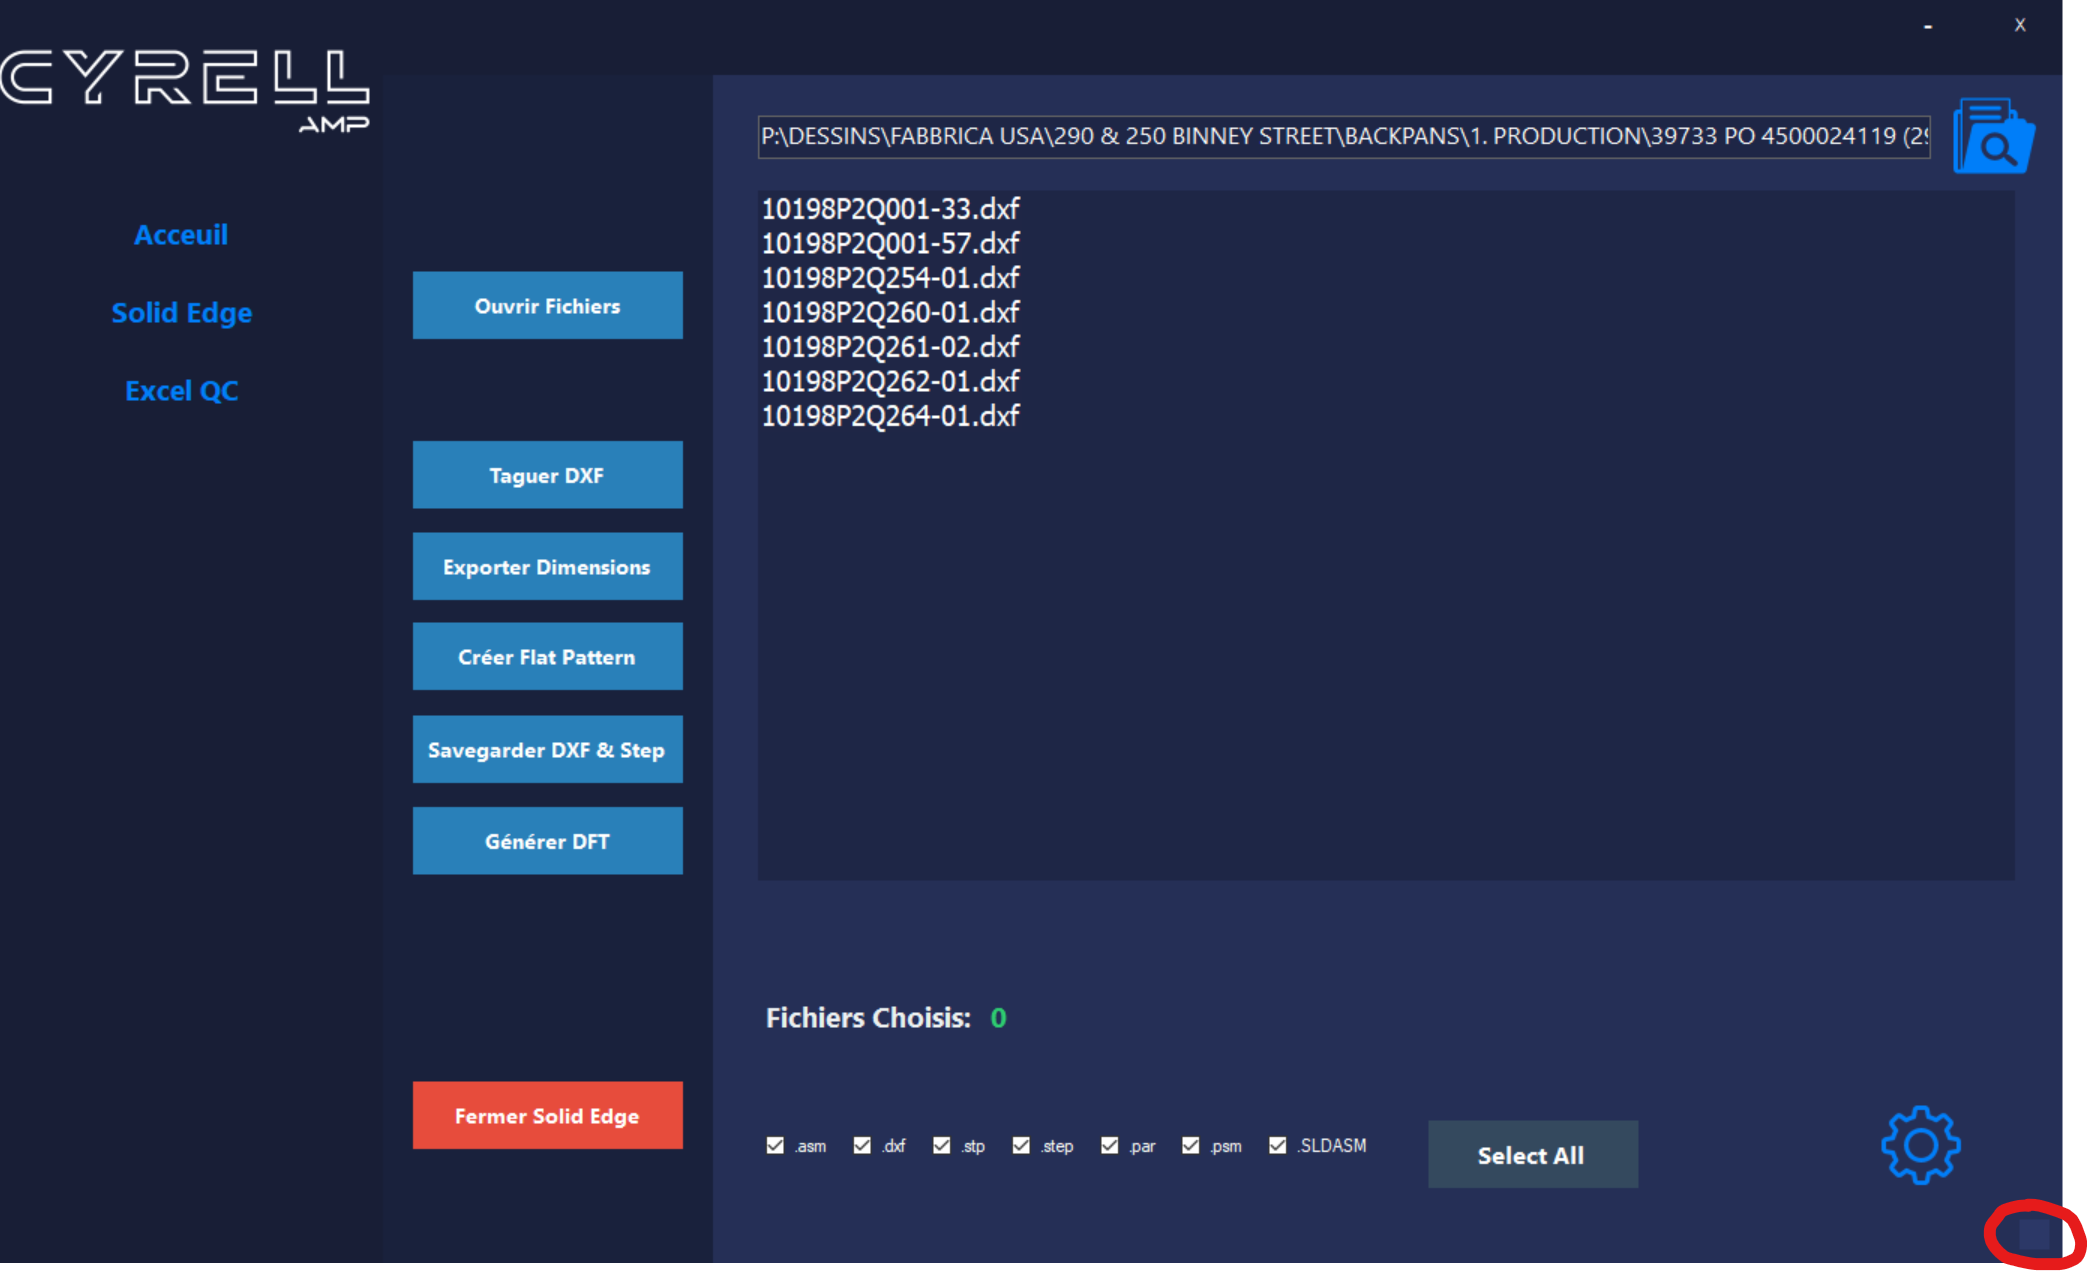 - X
CYRELL
AMP
Acceuil
Solid Edge
Excel QC
Ouvrir Fichiers
Taguer DXF
Exporter Dimensions
Créer Flat Pattern
Savegarder DXF & Step
Générer DFT
Fermer Solid Edge
P:\DESSINS\FABBRICA USA\290 & 250 BINNEY STREET\BACKPANS\1. PRODUCTION\39733 PO 4500024119 (29
10198P2Q001-33.dxf
10198P2Q001-57.dxf
10198P2Q254-01.dxf
10198P2Q260-01.dxf
10198P2Q261-02.dxf
10198P2Q262-01.dxf
10198P2Q264-01.dxf
Fichiers Choisis: 0
.asm .dxf .stp .step .par .psm .SLDASM
Select All